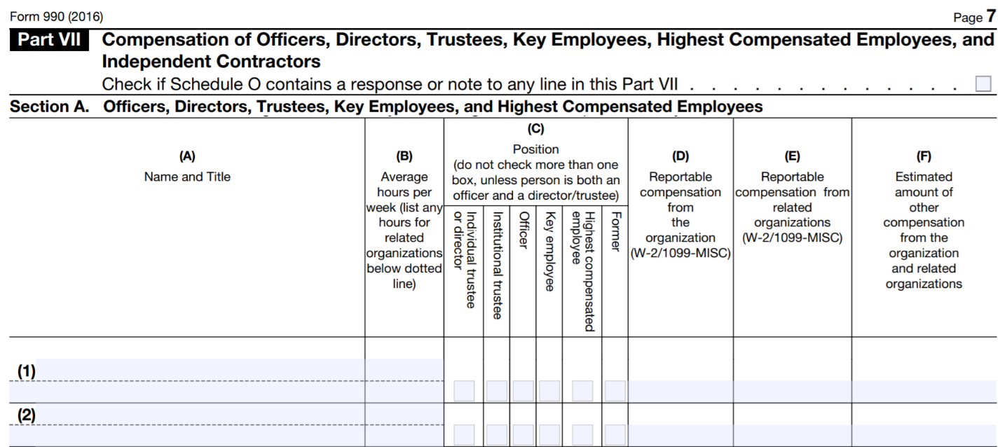 Form 990 (2016)
Page 7
Part VII Compensation of Officers, Directors, Trustees, Key Employees, Highest Compensated Employees, and
Independent Contractors
Check if Schedule O contains a response or note to any line in this Part VII . . . . . . . . . . . . . .
Section A. Officers, Directors, Trustees, Key Employees, and Highest Compensated Employees
(A)
Name and Title
(B)
Average
hours per
week (list any
hours for
related
organizations
below dotted
line)
(C)
Position
(do not check more than one
box, unless person is both an
officer and a director/trustee)
Individual trustee
or director
Institutional trustee
Officer
Key employee
Highest compensated
employee
Former
(D)
Reportable
compensation
from
the
organization
(W-2/1099-MISC)
(E)
Reportable
compensation from
related
organizations
(W-2/1099-MISC)
(F)
Estimated
amount of
other
compensation
from the
organization
and related
organizations
(1)
(2)